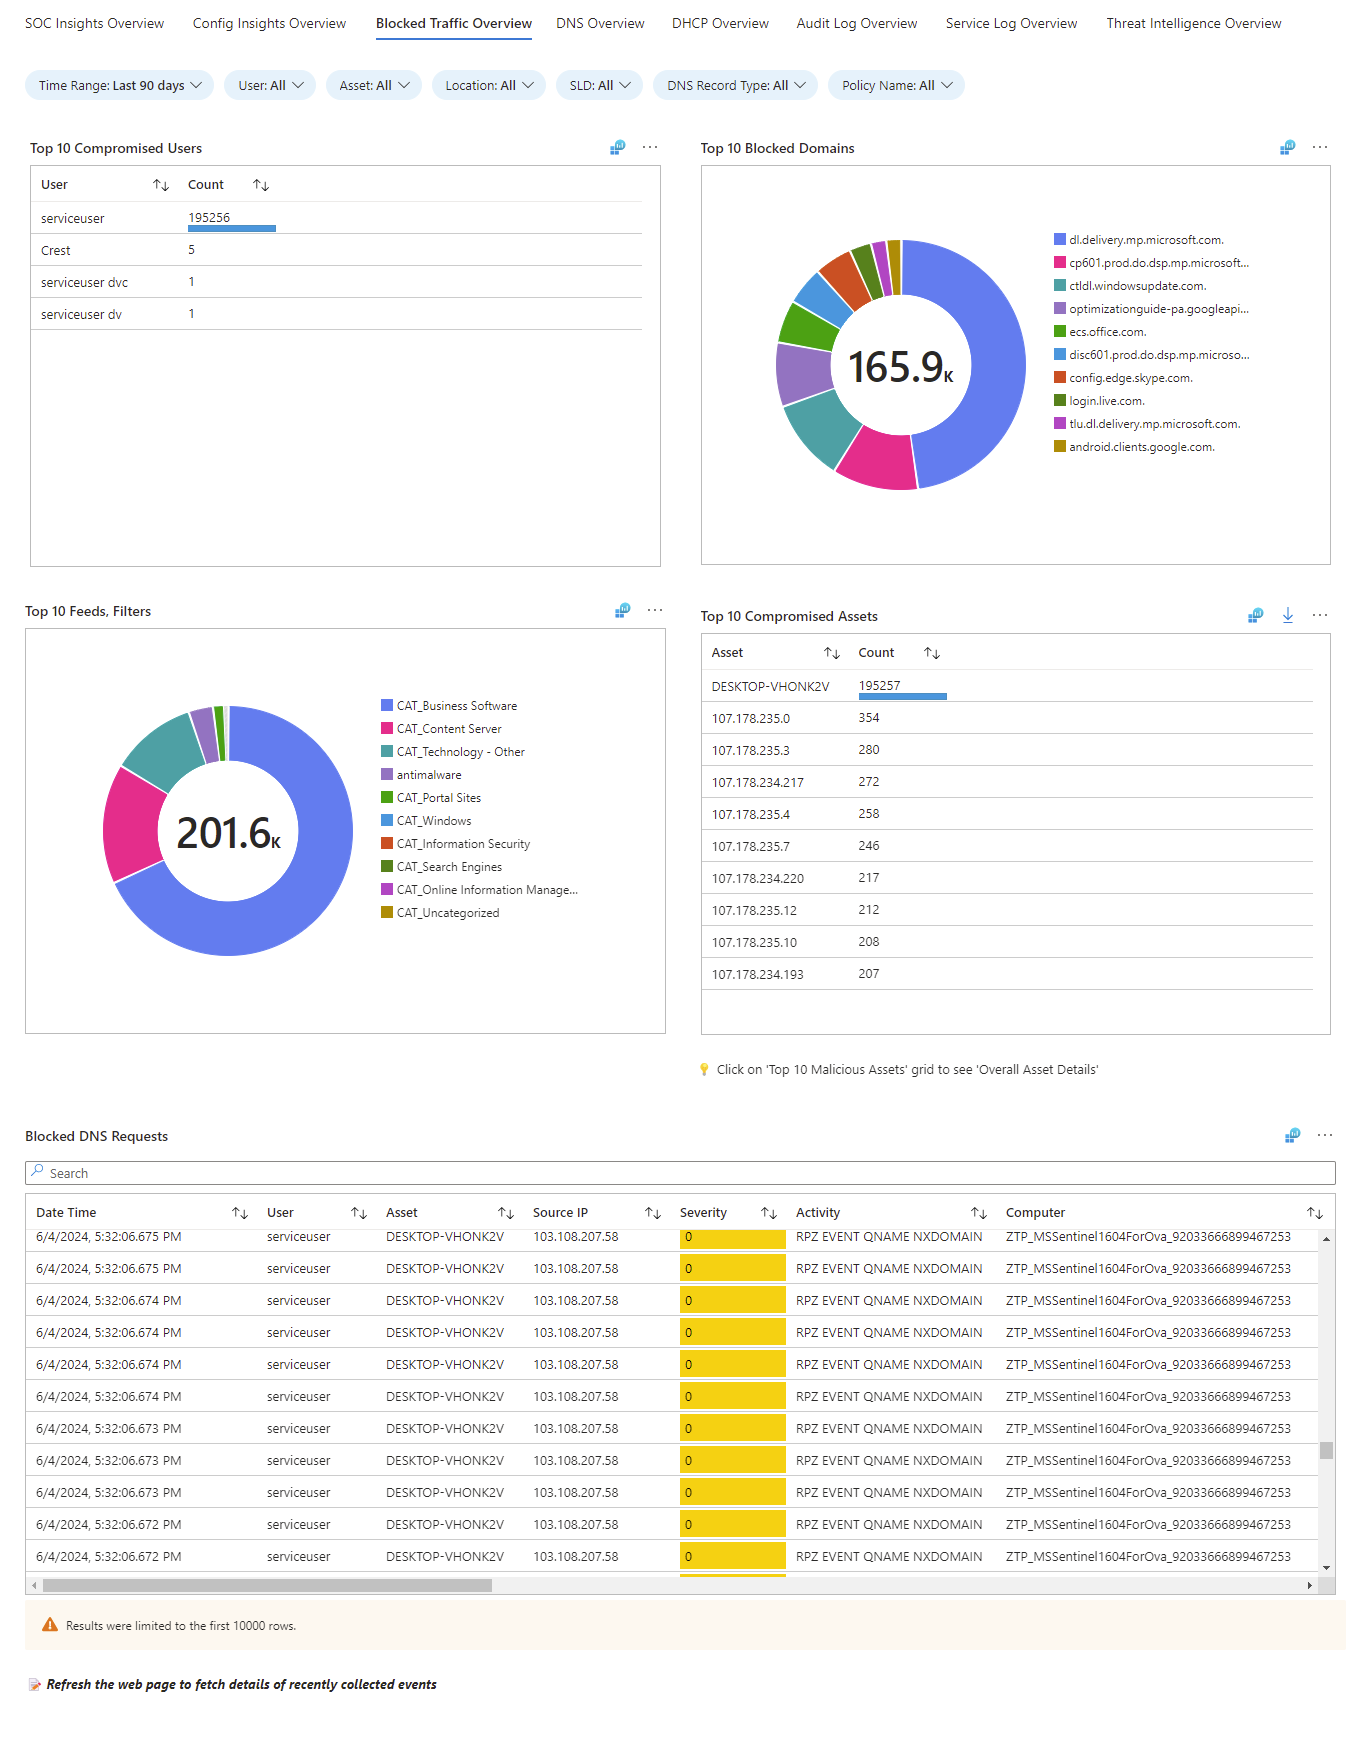 SOC Insights Overview Config Insights Overview Blocked Traffic Overview DNS Overview DHCP Overview Audit Log Overview Service Log Overview Threat Intelligence Overview
Time Range: Last 90 days User: All Asset: All Location: All SLD: All DNS Record Type: All Policy Name: All
Top 10 Compromised Users
User Count
serviceuser 195256
Crest 5
serviceuser dvc 1
serviceuser dv 1
Top 10 Blocked Domains
165.9K
dl.delivery.mp.microsoft.com.
cp601.prod.do.dsp.mp.microsoft...
ctldl.windowsupdate.com.
optimizationguide-pa.googleapi...
ecs.office.com.
disc601.prod.do.dsp.mp.microso...
config.edge.skype.com.
login.live.com.
tlu.dl.delivery.mp.microsoft.com.
android.clients.google.com.
Top 10 Feeds, Filters
201.6K
CAT_Business Software
CAT_Content Server
CAT_Technology - Other
antimalware
CAT_Portal Sites
CAT_Windows
CAT_Information Security
CAT_Search Engines
CAT_Online Information Manage...
CAT_Uncategorized
Top 10 Compromised Assets
Asset Count
DESKTOP-VHONK2V 195257
107.178.235.0 354
107.178.235.3 280
107.178.234.217 272
107.178.235.4 258
107.178.235.7 246
107.178.234.220 217
107.178.235.12 212
107.178.235.10 208
107.178.234.193 207
Click on 'Top 10 Malicious Assets' grid to see 'Overall Asset Details'
Blocked DNS Requests
Search
Date Time User Asset Source IP Severity Activity Computer
6/4/2024, 5:32:06.675 PM serviceuser DESKTOP-VHONK2V 103.108.207.58 0 RPZ EVENT QNAME NXDOMAIN ZTP_MSSentinel1604ForOva_92033666899467253
6/4/2024, 5:32:06.675 PM serviceuser DESKTOP-VHONK2V 103.108.207.58 0 RPZ EVENT QNAME NXDOMAIN ZTP_MSSentinel1604ForOva_92033666899467253
6/4/2024, 5:32:06.674 PM serviceuser DESKTOP-VHONK2V 103.108.207.58 0 RPZ EVENT QNAME NXDOMAIN ZTP_MSSentinel1604ForOva_92033666899467253
6/4/2024, 5:32:06.674 PM serviceuser DESKTOP-VHONK2V 103.108.207.58 0 RPZ EVENT QNAME NXDOMAIN ZTP_MSSentinel1604ForOva_92033666899467253
6/4/2024, 5:32:06.674 PM serviceuser DESKTOP-VHONK2V 103.108.207.58 0 RPZ EVENT QNAME NXDOMAIN ZTP_MSSentinel1604ForOva_92033666899467253
6/4/2024, 5:32:06.674 PM serviceuser DESKTOP-VHONK2V 103.108.207.58 0 RPZ EVENT QNAME NXDOMAIN ZTP_MSSentinel1604ForOva_92033666899467253
6/4/2024, 5:32:06.673 PM serviceuser DESKTOP-VHONK2V 103.108.207.58 0 RPZ EVENT QNAME NXDOMAIN ZTP_MSSentinel1604ForOva_92033666899467253
6/4/2024, 5:32:06.673 PM serviceuser DESKTOP-VHONK2V 103.108.207.58 0 RPZ EVENT QNAME NXDOMAIN ZTP_MSSentinel1604ForOva_92033666899467253
6/4/2024, 5:32:06.673 PM serviceuser DESKTOP-VHONK2V 103.108.207.58 0 RPZ EVENT QNAME NXDOMAIN ZTP_MSSentinel1604ForOva_92033666899467253
6/4/2024, 5:32:06.672 PM serviceuser DESKTOP-VHONK2V 103.108.207.58 0 RPZ EVENT QNAME NXDOMAIN ZTP_MSSentinel1604ForOva_92033666899467253
6/4/2024, 5:32:06.672 PM serviceuser DESKTOP-VHONK2V 103.108.207.58 0 RPZ EVENT QNAME NXDOMAIN ZTP_MSSentinel1604ForOva_92033666899467253
Results were limited to the first 10000 rows.
Refresh the web page to fetch details of recently collected events